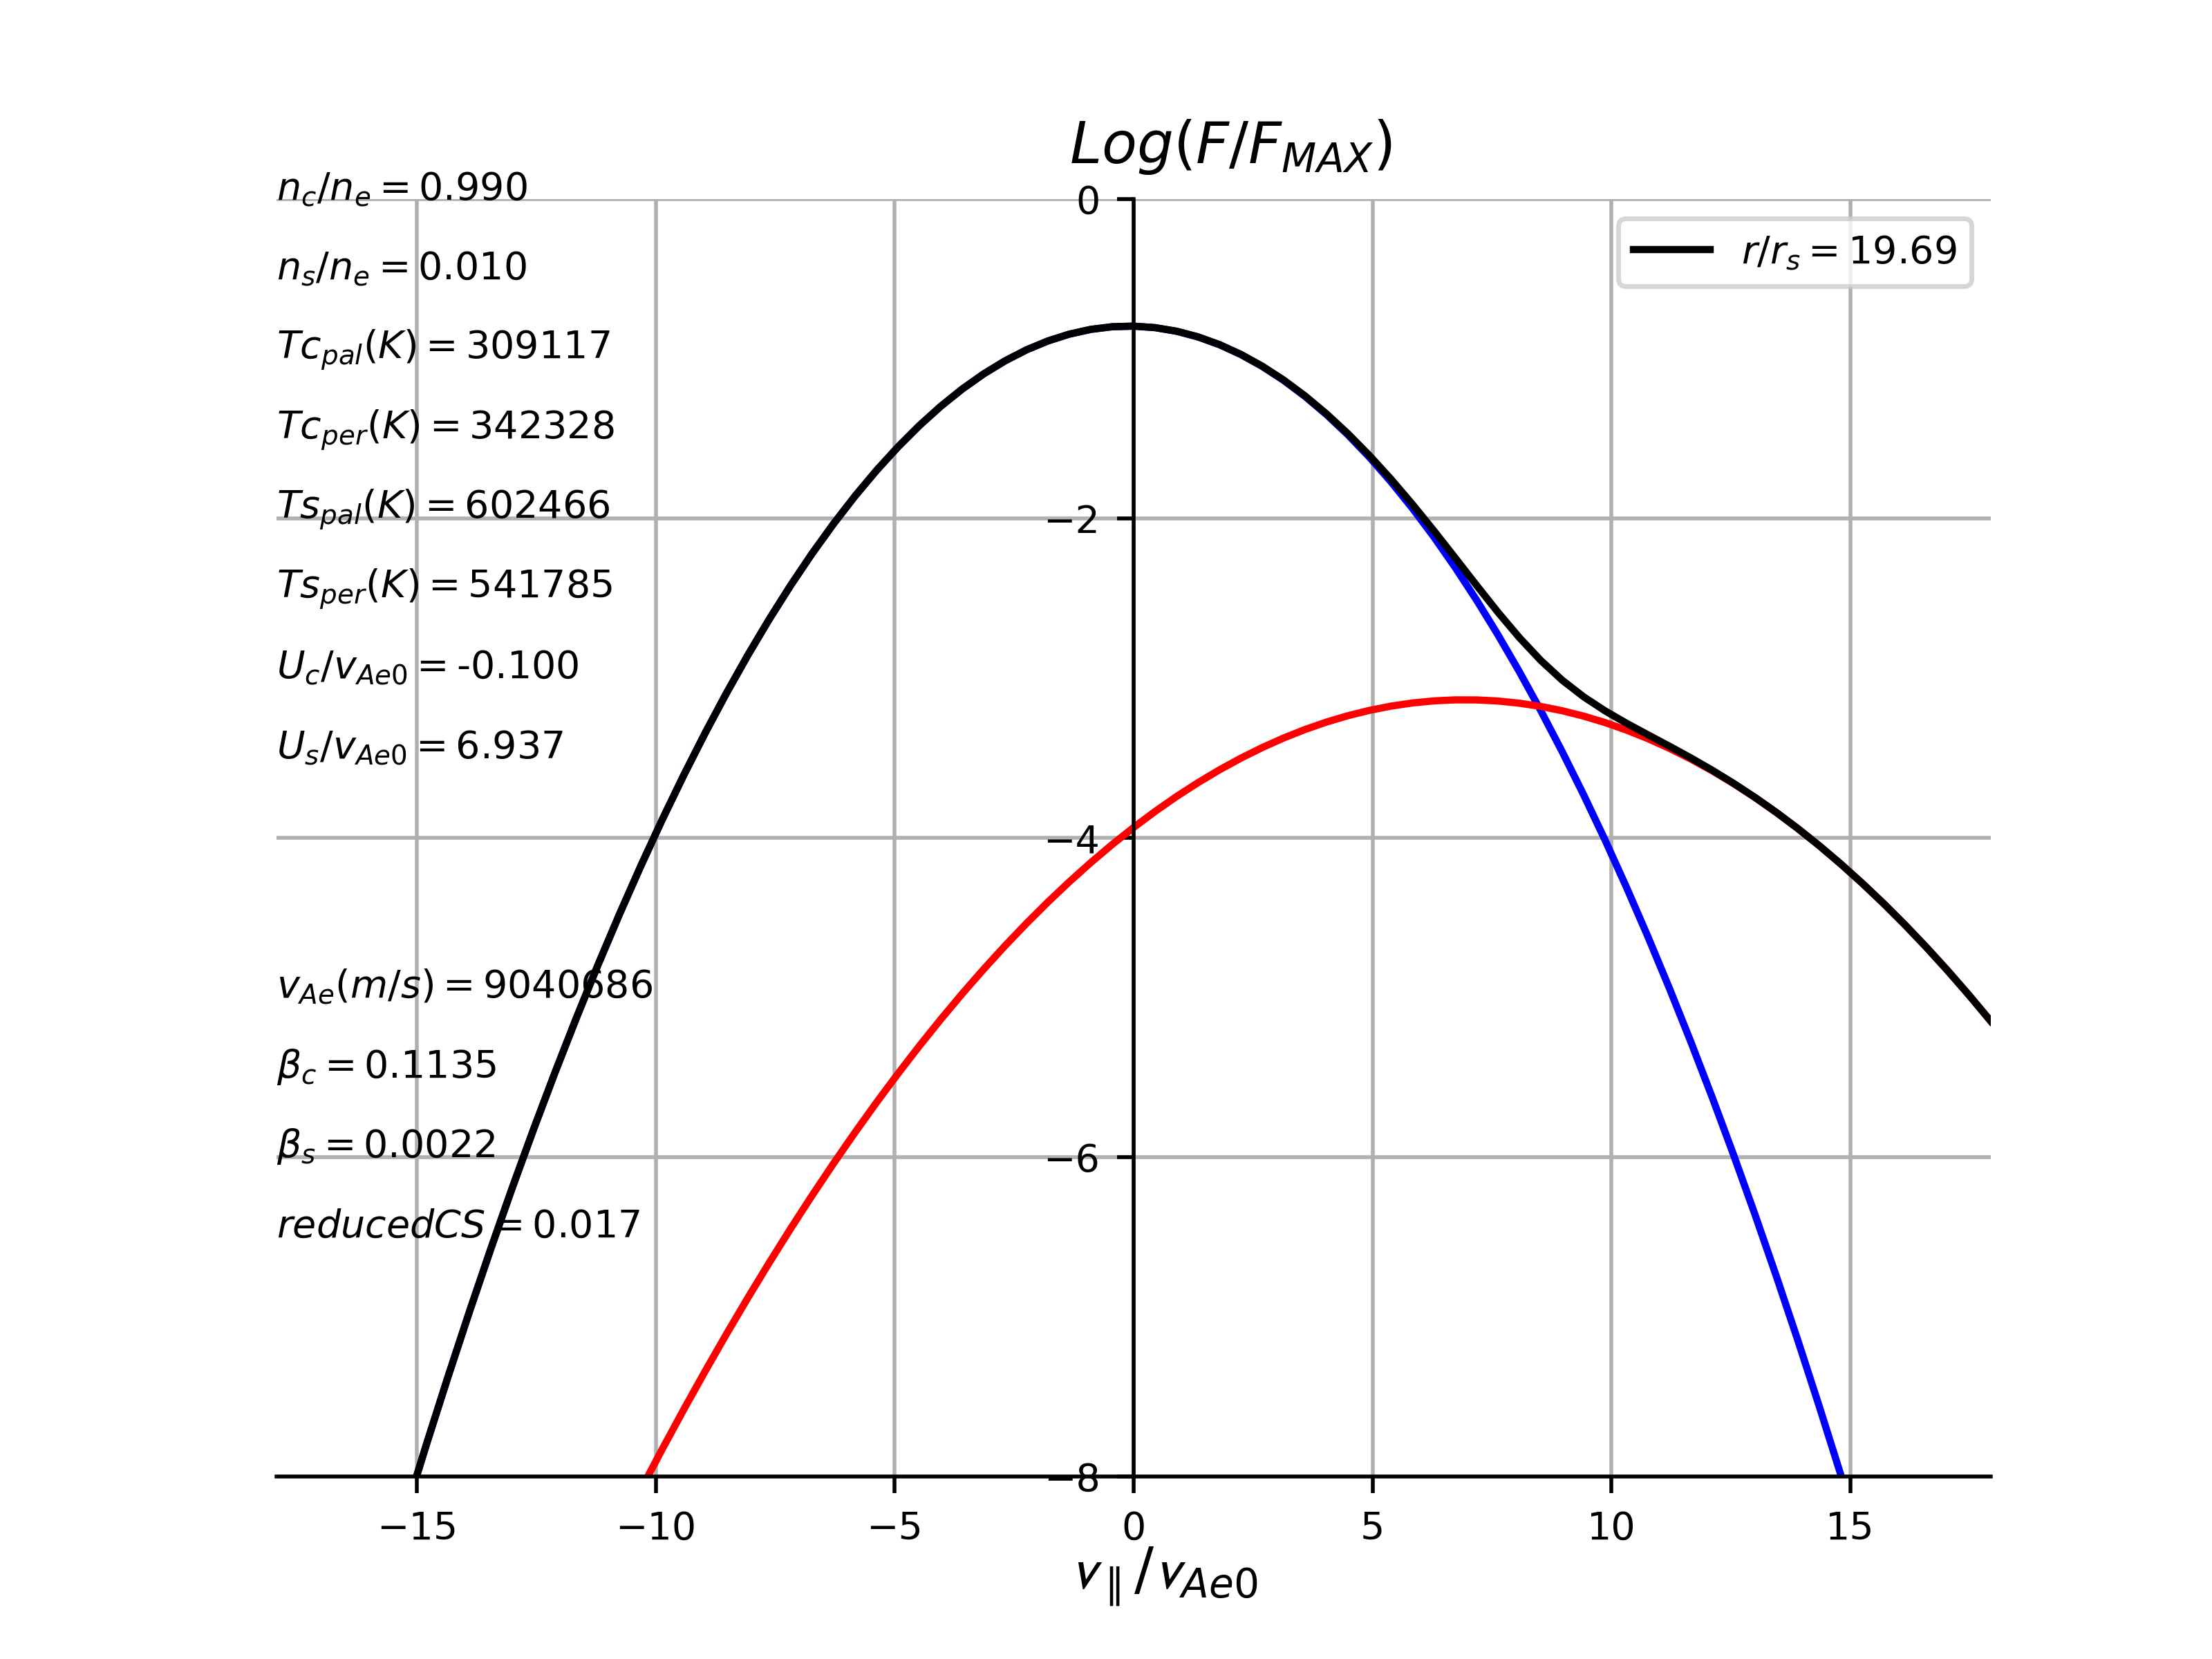 Log(F/F_MAX)
n_c/n_e = 0.990
n_s/n_e = 0.010
Tc_pal(K) = 309117
Tc_per(K) = 342328
Ts_pal(K) = 602466
Ts_per(K) = 541785
U_c/v_Ae0 = -0.100
U_s/v_Ae0 = 6.937
v_Ae(m/s) = 9040686
β_c = 0.1135
β_s = 0.0022
reducedCS = 0.017
r/r_s = 19.69
0
−2
−4
−6
−8
−15 −10 −5 0 5 10 15
v_∥/v_Ae0